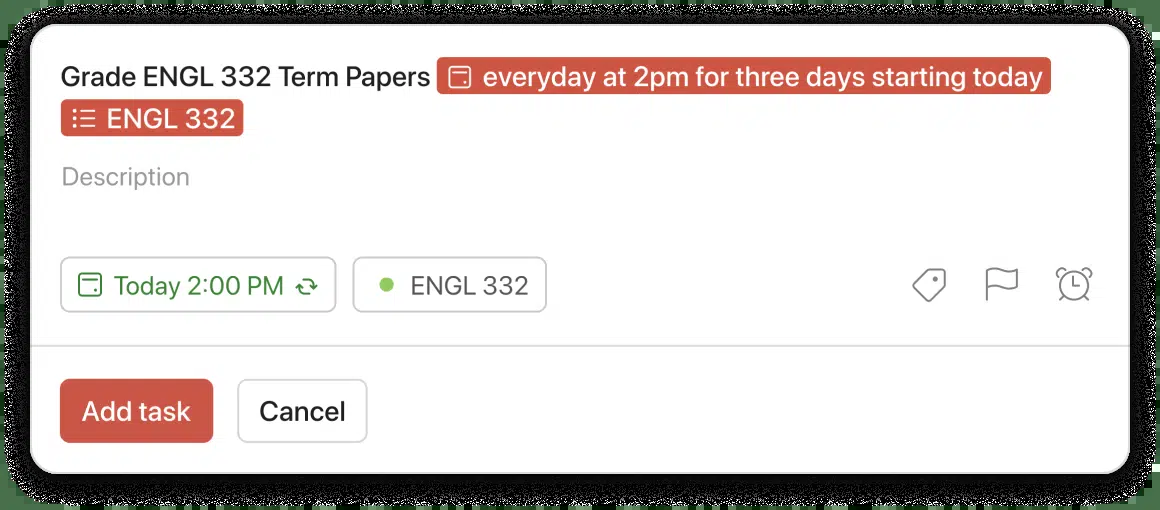 Grade ENGL 332 Term Papers everyday at 2pm for three days starting today
ENGL 332
Description
Today 2:00 PM ENGL 332
Add task Cancel